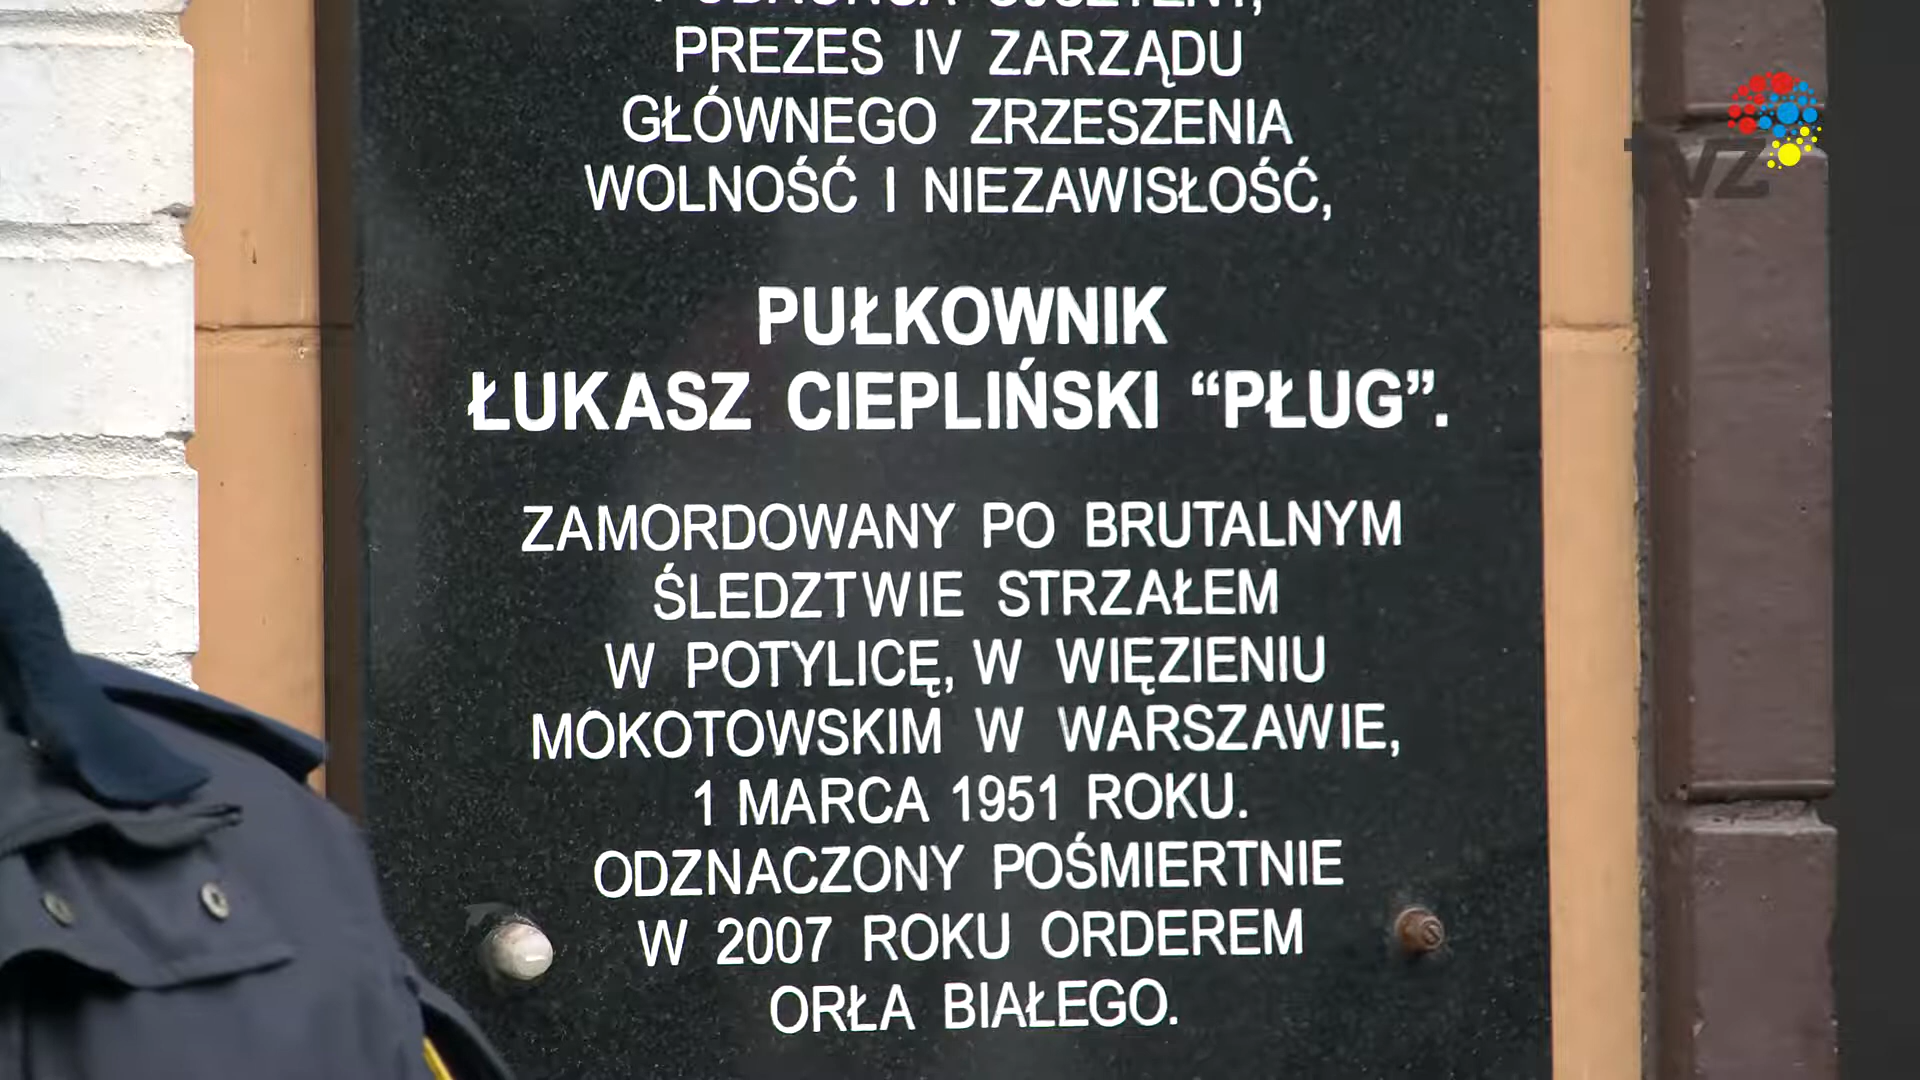 PREZES IV ZARZĄDU
GŁÓWNEGO ZRZESZENIA
WOLNOŚĆ I NIEZAWISŁOŚĆ,
PUŁKOWNIK
ŁUKASZ CIEPLIŃSKI “PŁUG”.
ZAMORDOWANY PO BRUTALNYM
ŚLEDZTWIE STRZAŁEM
W POTYLICĘ, W WIĘZIENIU
MOKOTOWSKIM W WARSZAWIE,
1 MARCA 1951 ROKU.
ODZNACZONY POŚMIERTNIE
W 2007 ROKU ORDEREM
ORŁA BIAŁEGO.
TVZ